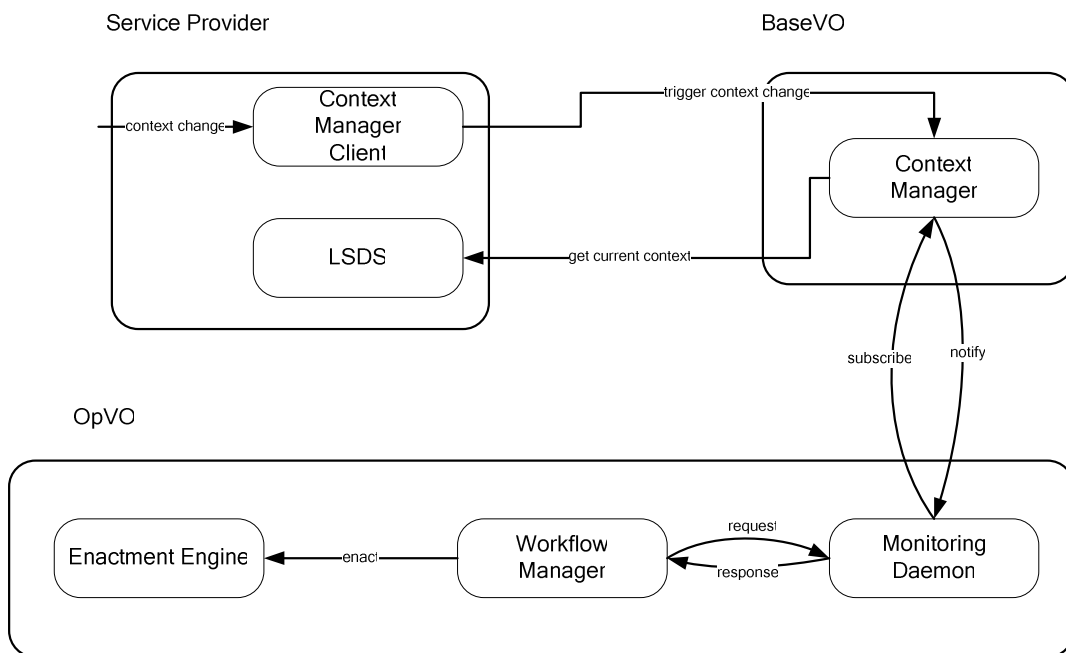 Service Provider
BaseVO
Context
Manager
Client
context change
trigger context change
Context
Manager
LSDS
get current context
subscribe
notify
OpVO
Enactment Engine
enact
Workflow
Manager
request
response
Monitoring
Daemon